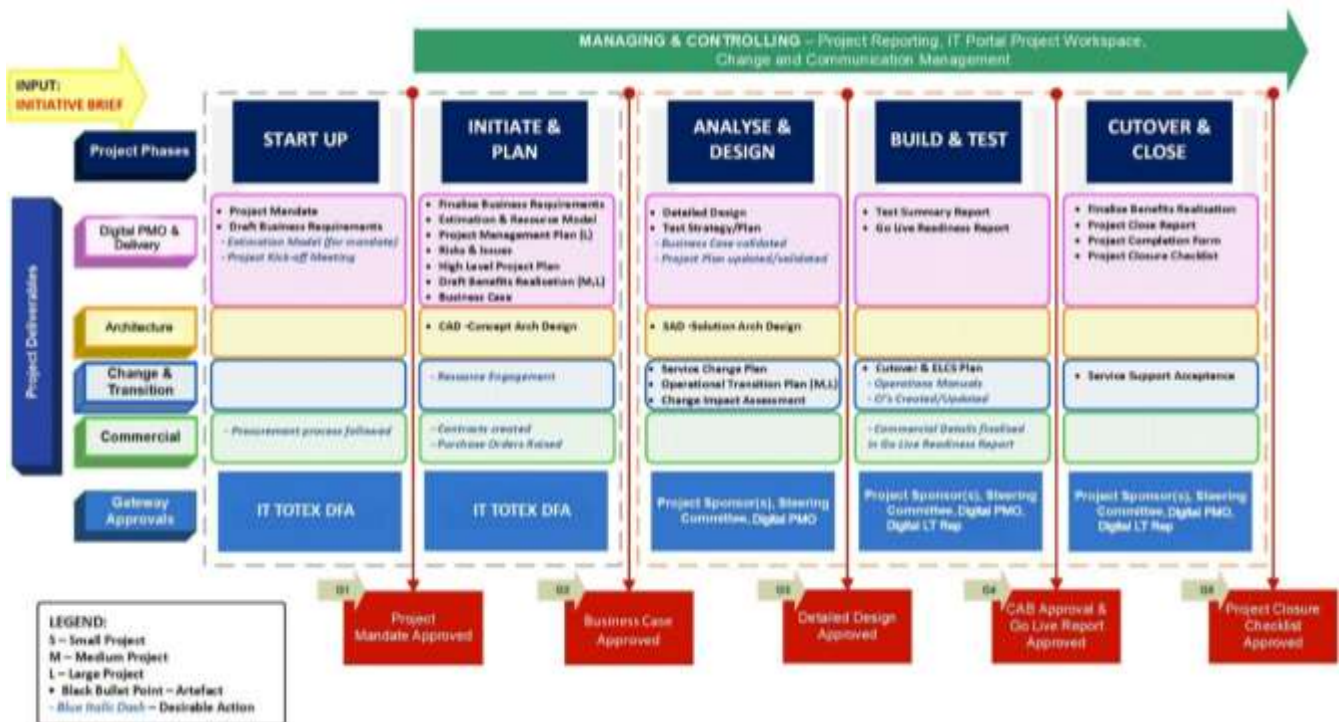 MANAGING & CONTROLLING – Project Reporting, IT Portal Project Workspace,
Change and Communication Management
INPUT:
INITIATIVE BRIEF
Project Phases
START UP
INITIATE &
PLAN
ANALYSE &
DESIGN
BUILD & TEST
CUTOVER &
CLOSE
Project Deliverables
Digital PMO &
Delivery
• Project Mandate
• Draft Business Requirements
- Estimation Model (for mandate)
- Project Kick-off Meeting
• Finalise Business Requirements
• Estimation & Resource Model
• Project Management Plan (L)
• Risks & Issues
• High Level Project Plan
• Draft Benefits Realisation (M,L)
• Business Case
• Detailed Design
• Test Strategy/Plan
- Business Case validated
- Project Plan updated/validated
• Test Summary Report
• Go Live Readiness Report
• Finalise Benefits Realisation
• Project Close Report
• Project Completion Form
• Project Closure Checklist
Architecture
• CAD -Concept Arch Design
• SAD -Solution Arch Design
Change &
Transition
- Resource Engagement
• Service Change Plan
• Operational Transition Plan (M,L)
• Change Impact Assessment
• Cutover & ELCS Plan
- Operations Manuals
- CI's Created/Updated
• Service Support Acceptance
Commercial
- Procurement process followed
- Contracts created
- Purchase Orders Raised
- Commercial Details finalised
in Go Live Readiness Report
Gateway
Approvals
IT TOTEX DFA
IT TOTEX DFA
Project Sponsor(s), Steering
Committee, Digital PMO
Project Sponsor(s), Steering
Committee, Digital PMO,
Digital LT Rep
Project Sponsor(s), Steering
Committee, Digital PMO,
Digital LT Rep
G1
Project
Mandate Approved
G2
Business Case
Approved
G3
Detailed Design
Approved
G4
CAB Approval &
Go Live Report
Approved
G5
Project Closure
Checklist
Approved
LEGEND:
S – Small Project
M – Medium Project
L – Large Project
• Black Bullet Point – Artefact
- Blue Italic Dash – Desirable Action